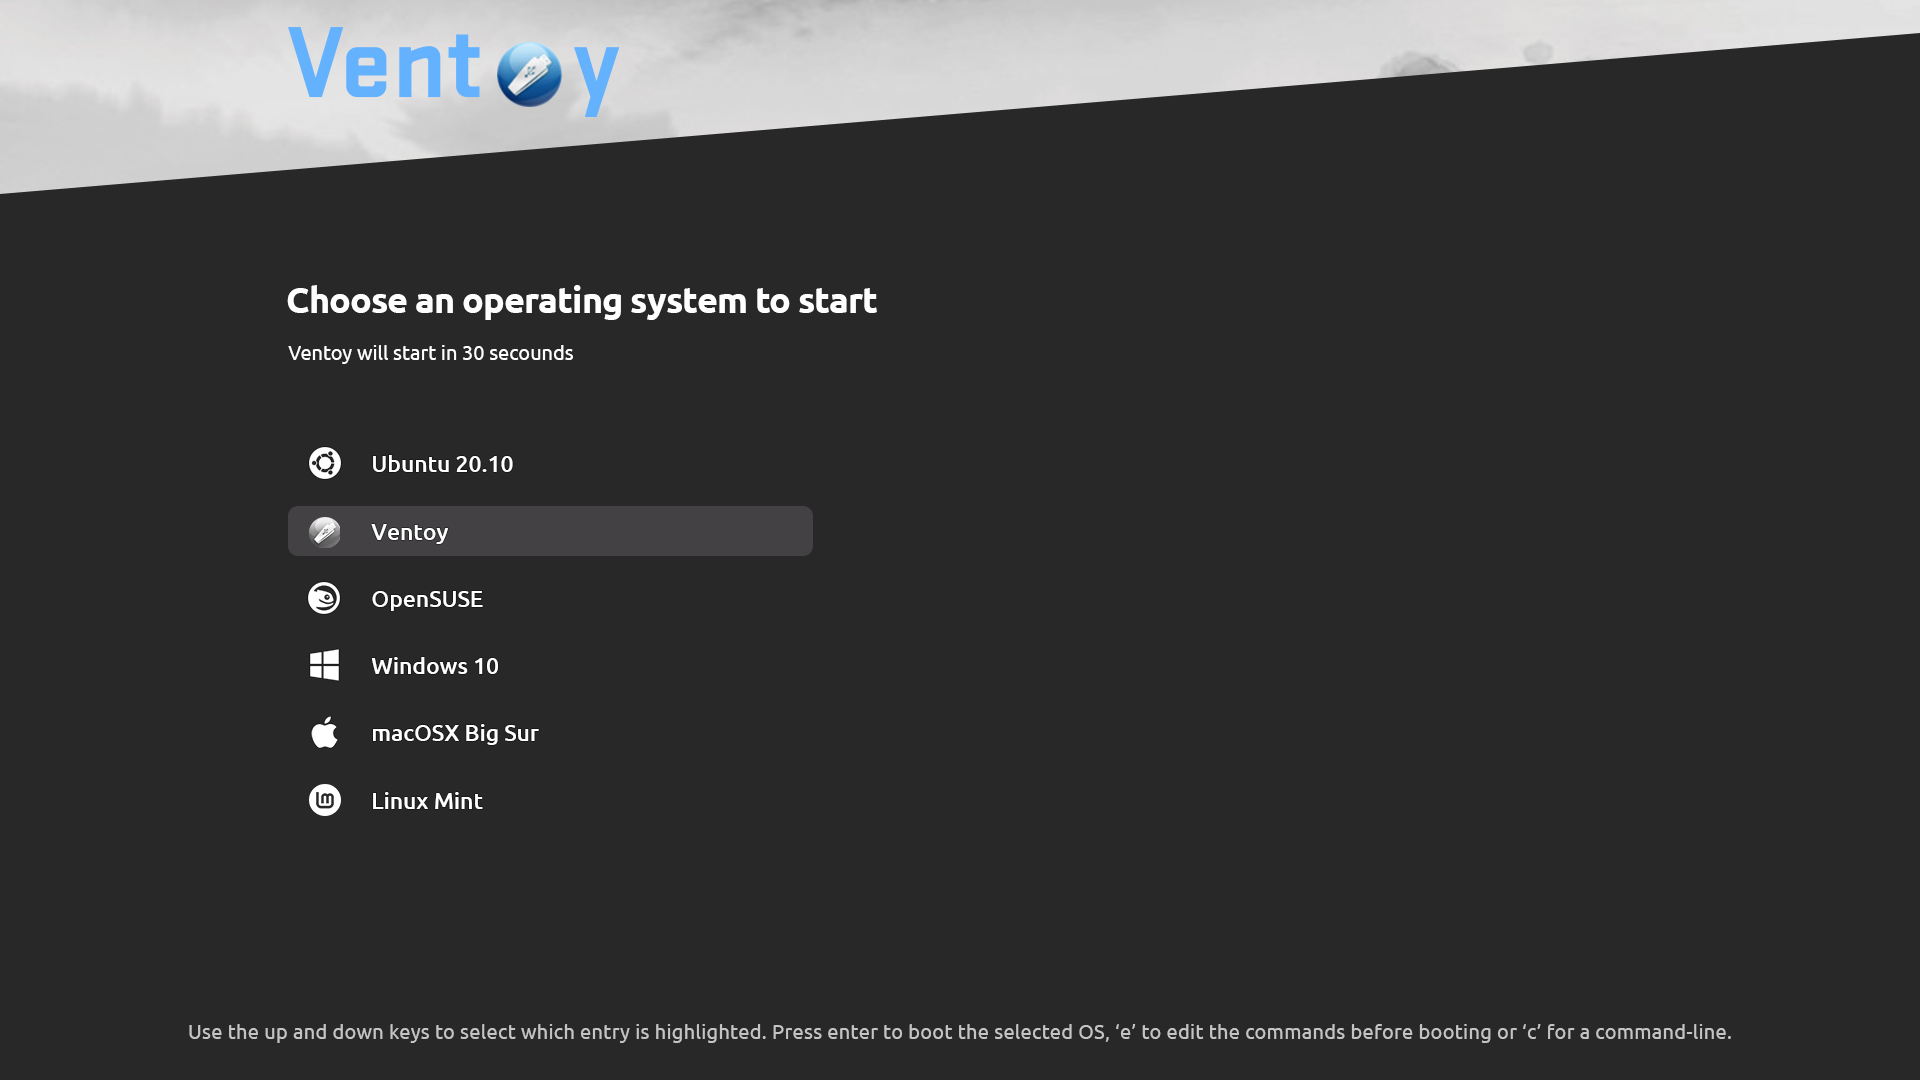 Ventoy
Choose an operating system to start
Ventoy will start in 30 secounds
Ubuntu 20.10
Ventoy
OpenSUSE
Windows 10
macOSX Big Sur
Linux Mint
Use the up and down keys to select which entry is highlighted. Press enter to boot the selected OS, ‘e’ to edit the commands before booting or ‘c’ for a command-line.